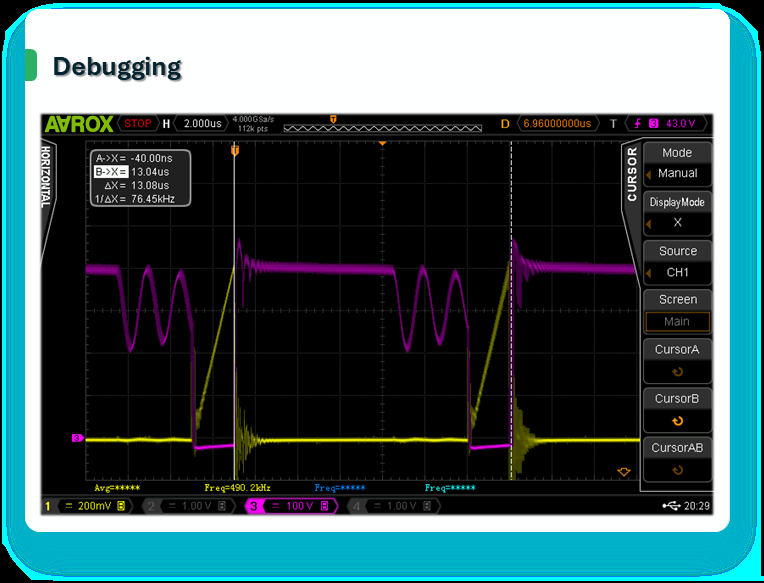 Debugging
AAROX STOP H 2.000us 4.000GSa/s 112k pts T D 6.96000000us T 3 43.0 V
HORIZONTAL
A->X = -40.00ns
B->X = 13.04us
ΔX = 13.08us
1/ΔX = 76.45kHz
T
CURSOR
Mode
Manual
DisplayMode
X
Source
CH1
Screen
Main
CursorA
CursorB
CursorAB
3
Avg=***** Freq=490.2kHz Freq=***** Freq=*****
1 = 200mV B 2 = 1.00 V B 3 = 100 V B 4 = 1.00 V B 20:29